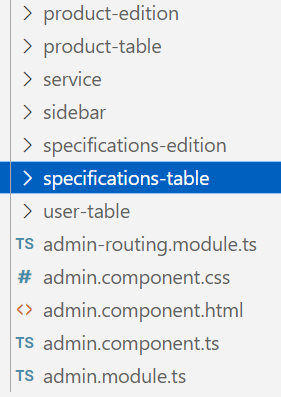 product-edition
product-table
service
sidebar
specifications-edition
specifications-table
user-table
TS admin-routing.module.ts
# admin.component.css
<> admin.component.html
TS admin.component.ts
TS admin.module.ts